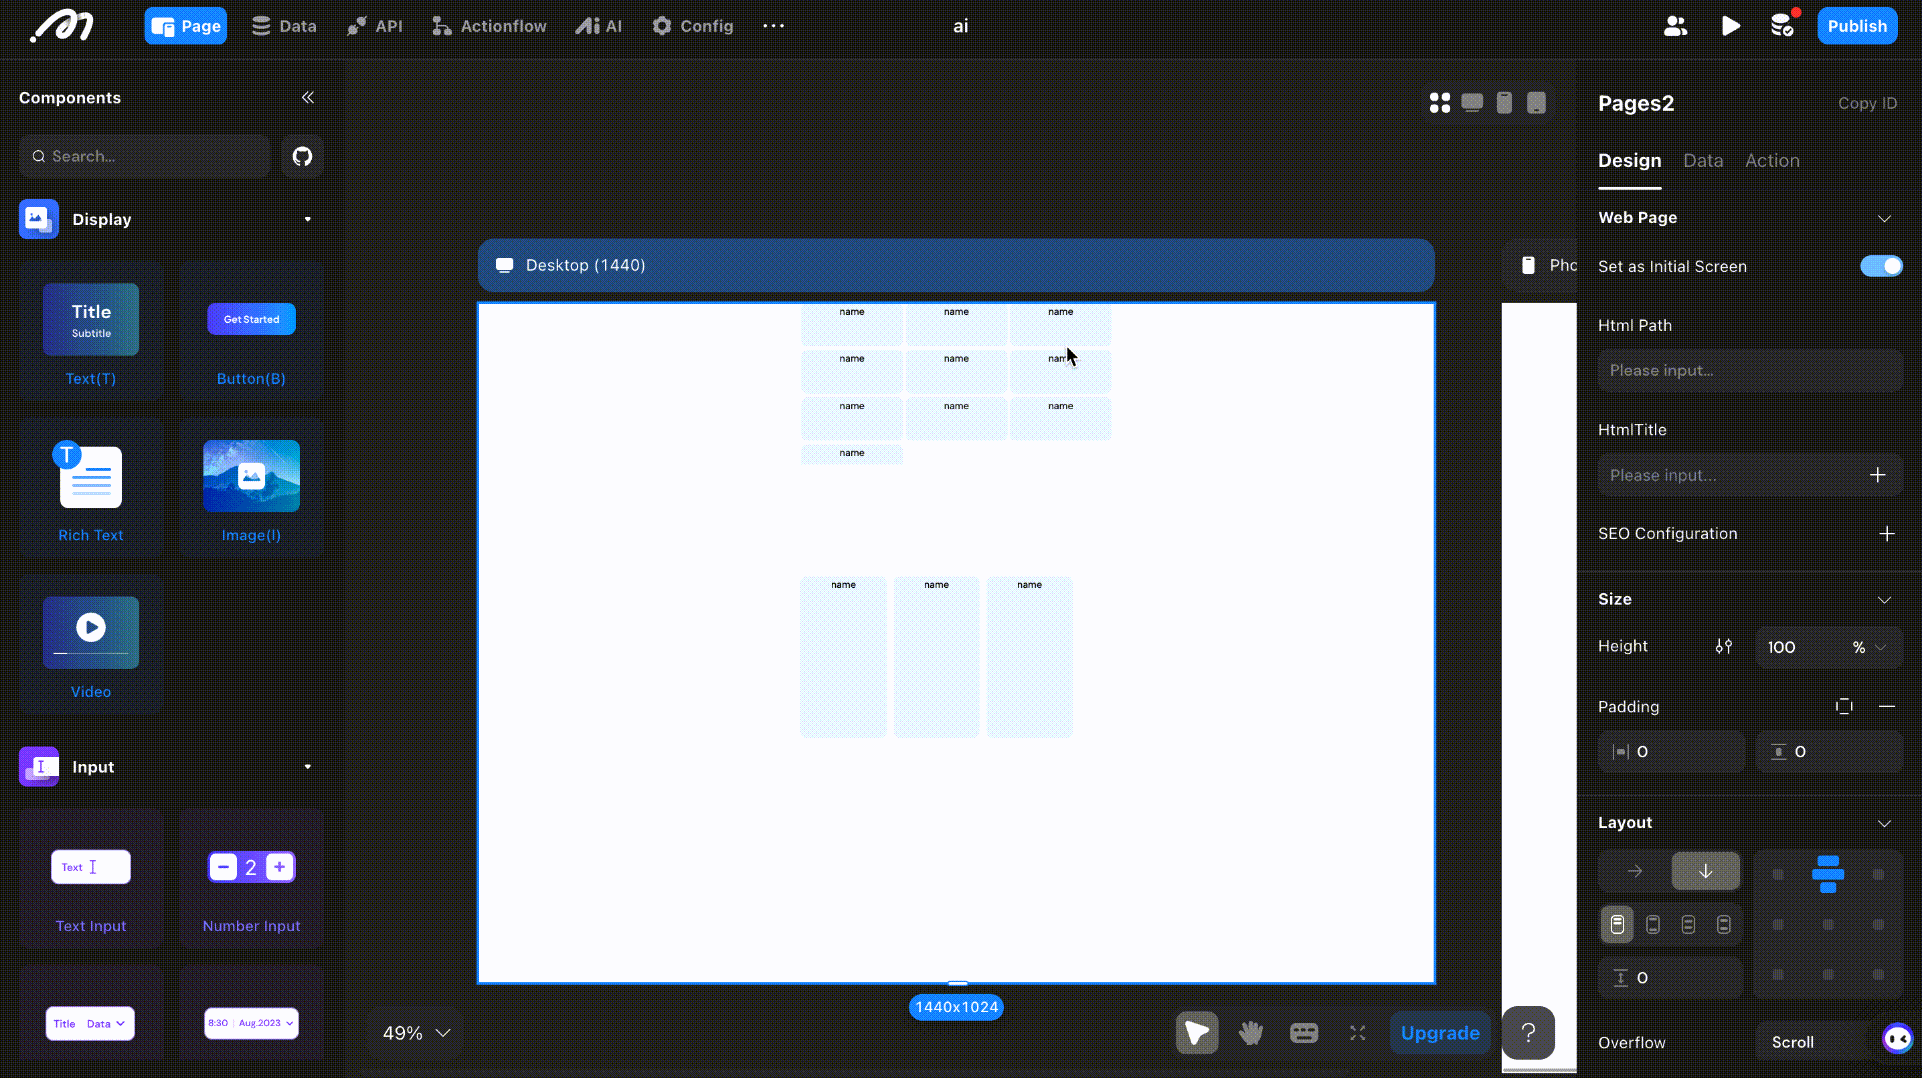 Page Data API Actionflow Ai AI Config ... ai Publish
Components
Search...
Display
Title
Subtitle
Text(T)
Get Started
Button(B)
T
Rich Text
Image(I)
Video
Input
Text
Text Input
2
Number Input
Title Data
8:30 Aug.2023
Desktop (1440)
Pho
name name name
name name name
name name name
name
name name name
1440x1024
49%
Upgrade
?
Pages2 Copy ID
Design Data Action
Web Page
Set as Initial Screen
Html Path
Please input...
HtmlTitle
Please input...
SEO Configuration
Size
Height 100 %
Padding
0 0
Layout
0
Overflow Scroll